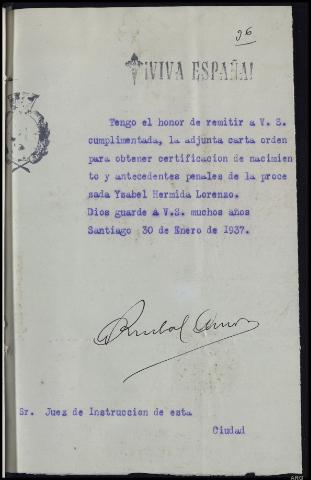 96
¡VIVA ESPAÑA!
Tengo el honor de remitir a V. S.
cumplimentada, la adjunta carta orden
para obtener certificacion de nacimien
to y antecedentes penales de la proce
sada Ysabel Hermida Lorenzo.
Dios guarde a V.S. muchos años
Santiago 30 de Enero de 1937.
Sr. Juez de Instruccion de esta
Ciudad